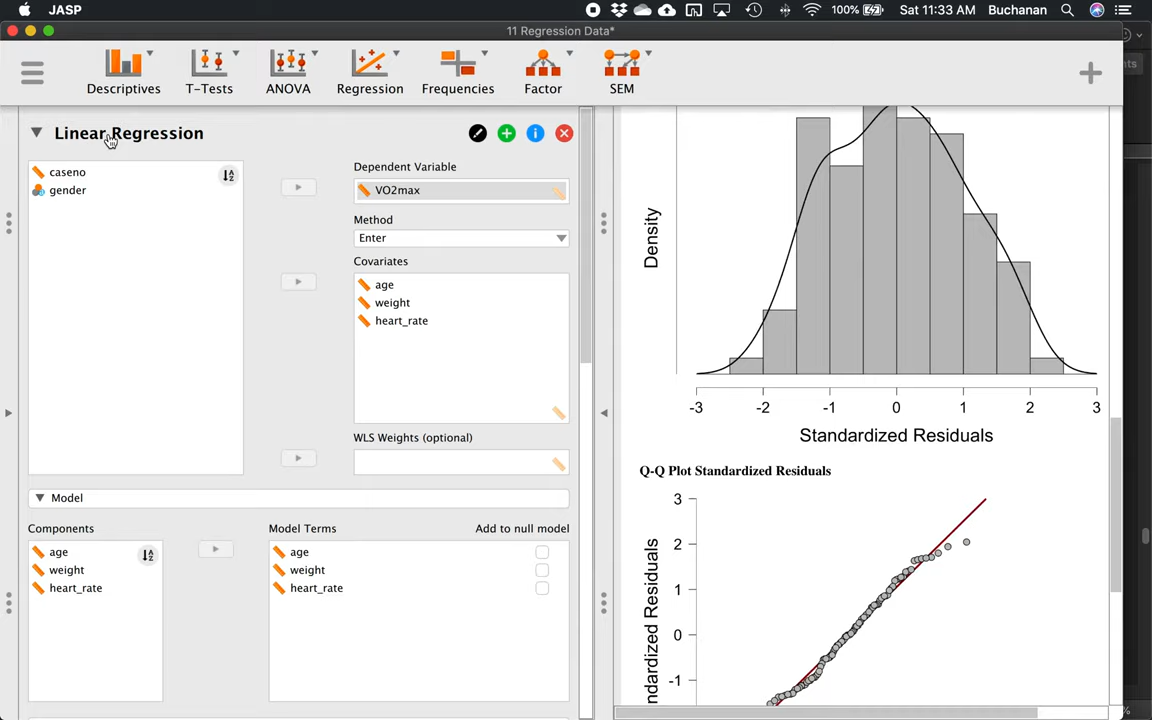 JASP
100%
Sat 11:33 AM
Buchanan
11 Regression Data*
Descriptives
T-Tests
ANOVA
Regression
Frequencies
Factor
SEM
Linear Regression
caseno
gender
Dependent Variable
VO2max
Method
Enter
Covariates
age
weight
heart_rate
WLS Weights (optional)
Model
Components
age
weight
heart_rate
Model Terms
Add to null model
age
weight
heart_rate
Density
-3 -2 -1 0 1 2 3
Standardized Residuals
Q-Q Plot Standardized Residuals
3
2
1
0
-1
ndardized Residuals
nts
%